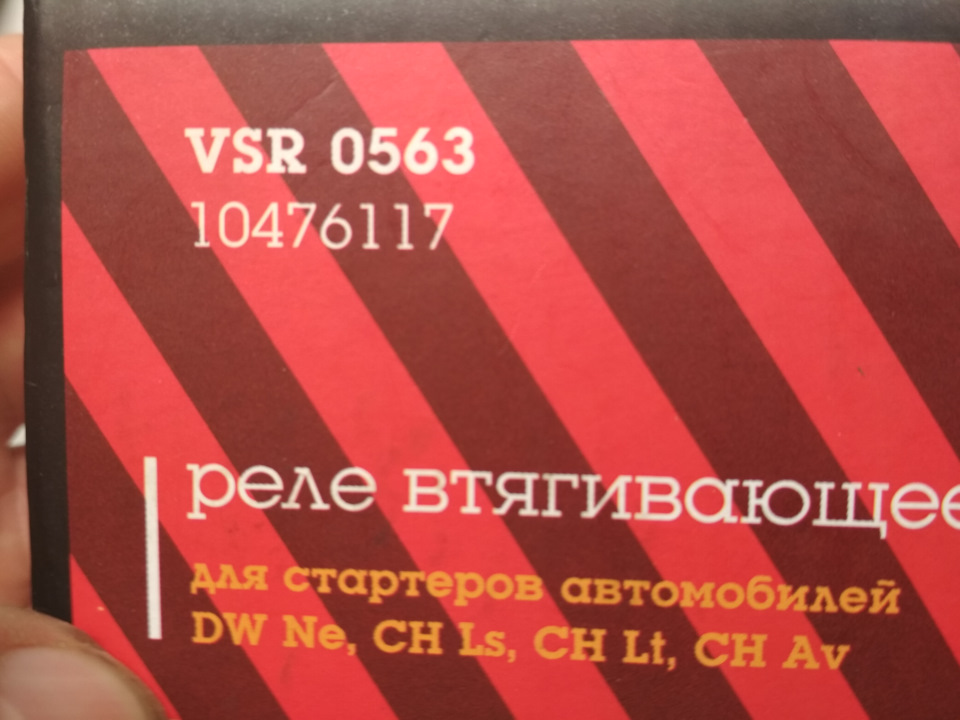 VSR 0563
10476117
реле втягивающее
для стартеров автомобилей
DW Ne, CH Ls, CH Lt, CH Av